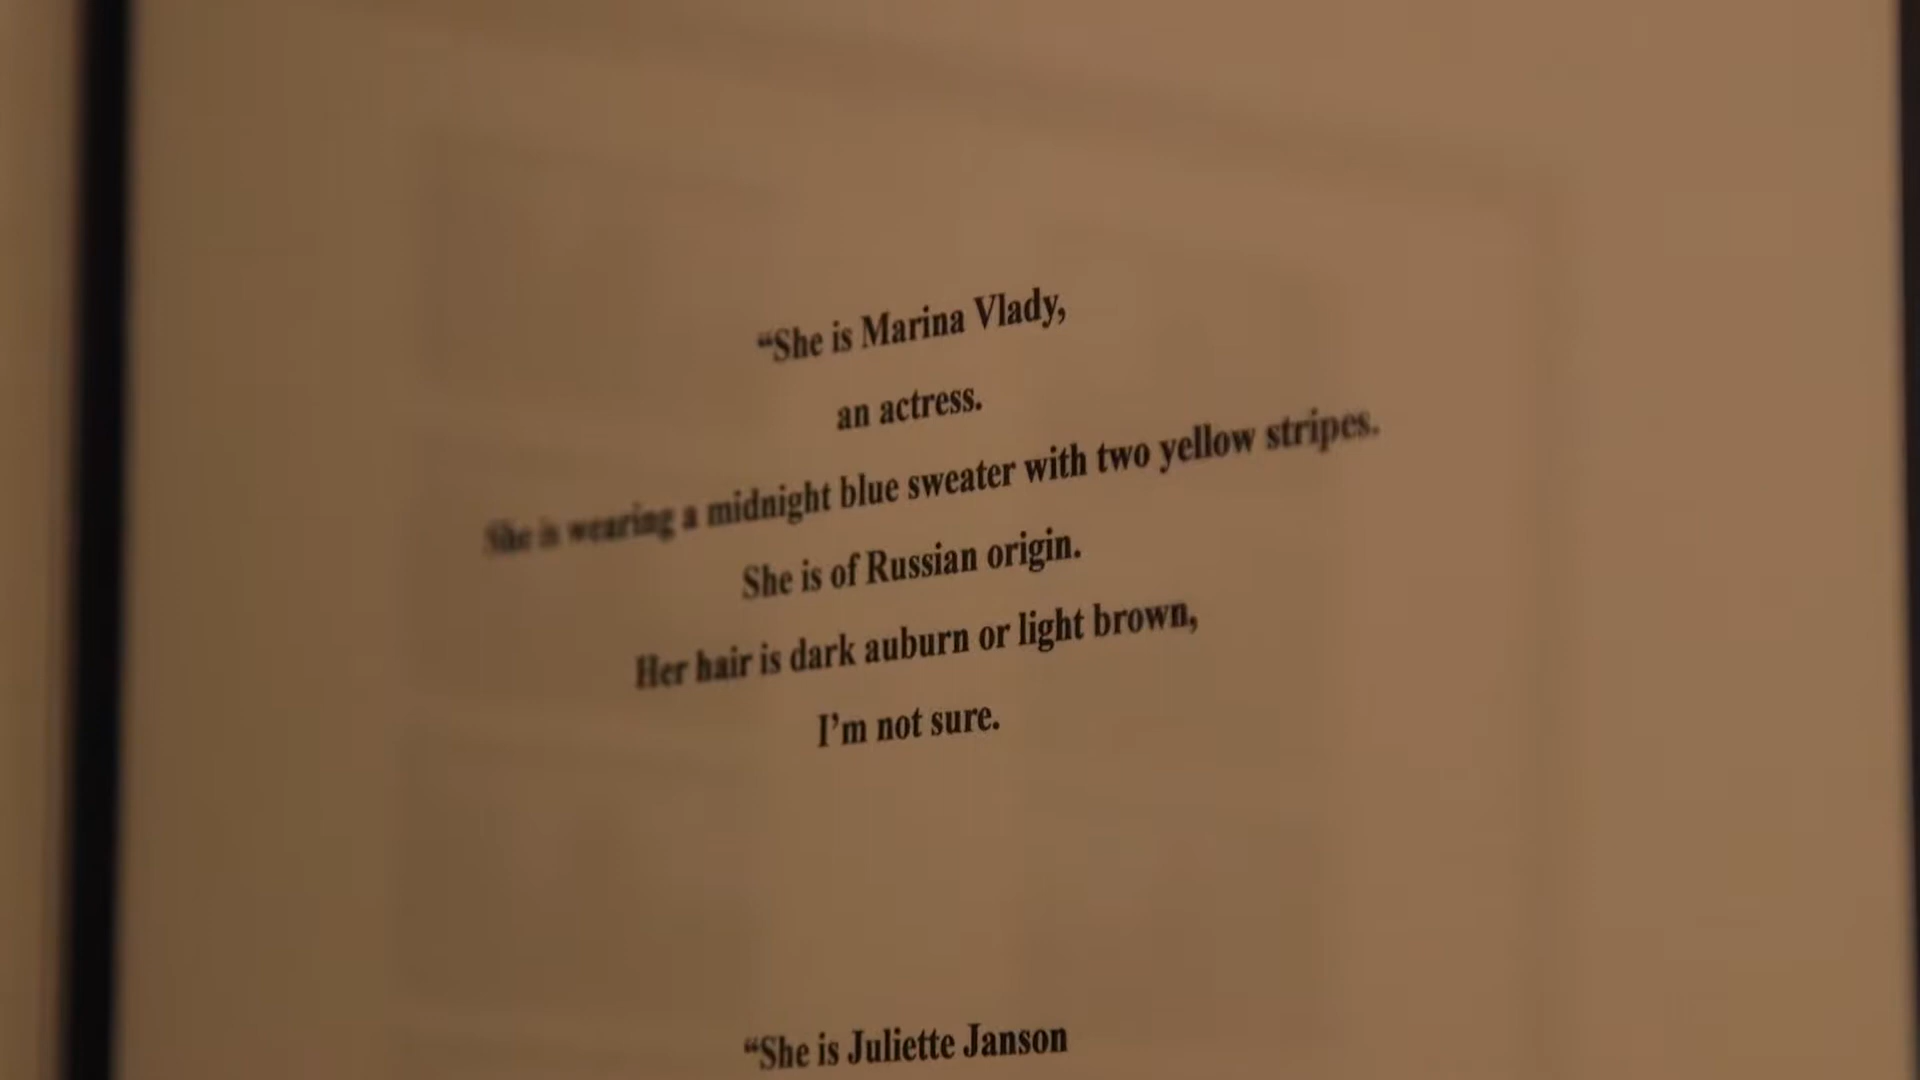 “She is Marina Vlady,
an actress.
She is wearing a midnight blue sweater with two yellow stripes.
She is of Russian origin.
Her hair is dark auburn or light brown,
I’m not sure.
“She is Juliette Janson